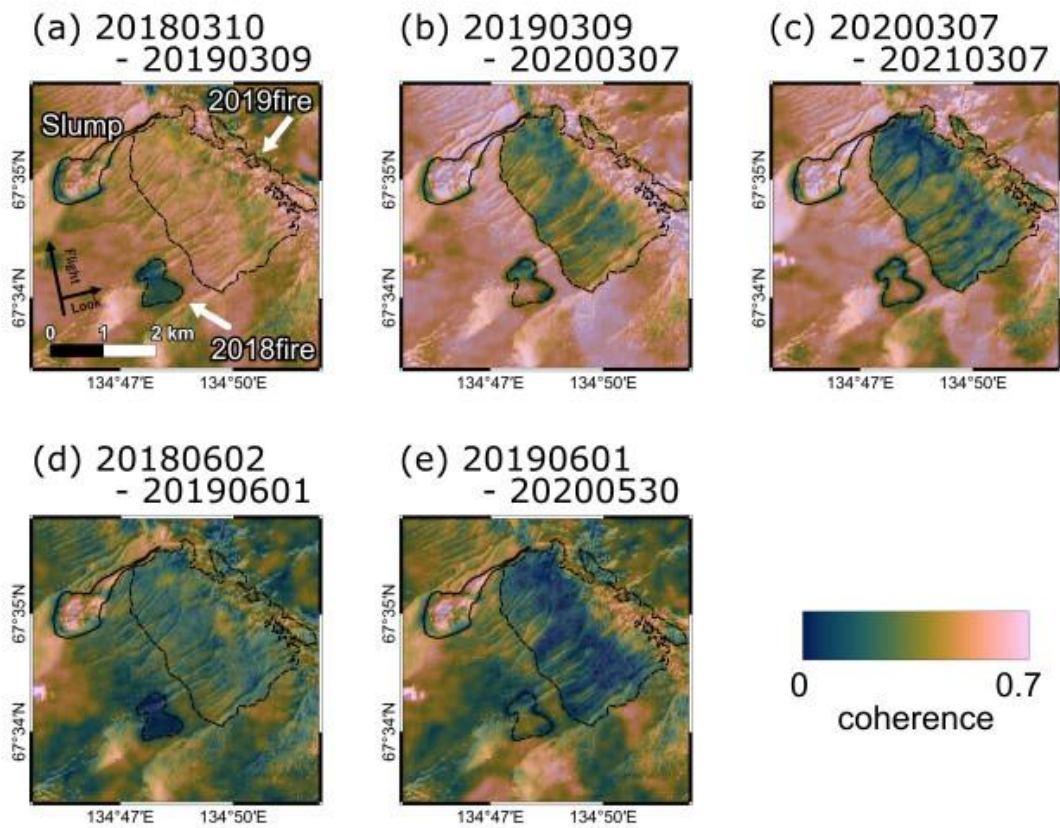 (a) 20180310
- 20190309
(b) 20190309
- 20200307
(c) 20200307
- 20210307
Slump
2019fire
Flight
Look
0 1 2 km
2018fire
67°35'N
67°34'N
134°47'E 134°50'E
67°35'N
67°34'N
134°47'E 134°50'E
67°35'N
67°34'N
134°47'E 134°50'E
(d) 20180602
- 20190601
(e) 20190601
- 20200530
67°35'N
67°34'N
134°47'E 134°50'E
67°35'N
67°34'N
134°47'E 134°50'E
0 0.7
coherence